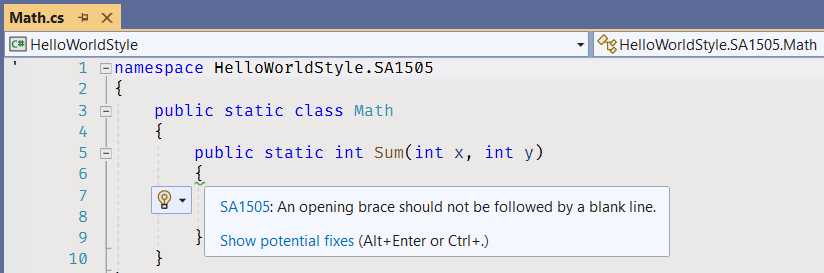 Math.cs
C# HelloWorldStyle
HelloWorldStyle.SA1505.Math
1 namespace HelloWorldStyle.SA1505
2 {
3 public static class Math
4 {
5 public static int Sum(int x, int y)
6 {
7
SA1505: An opening brace should not be followed by a blank line.
8
9 }
Show potential fixes (Alt+Enter or Ctrl+.)
10 }